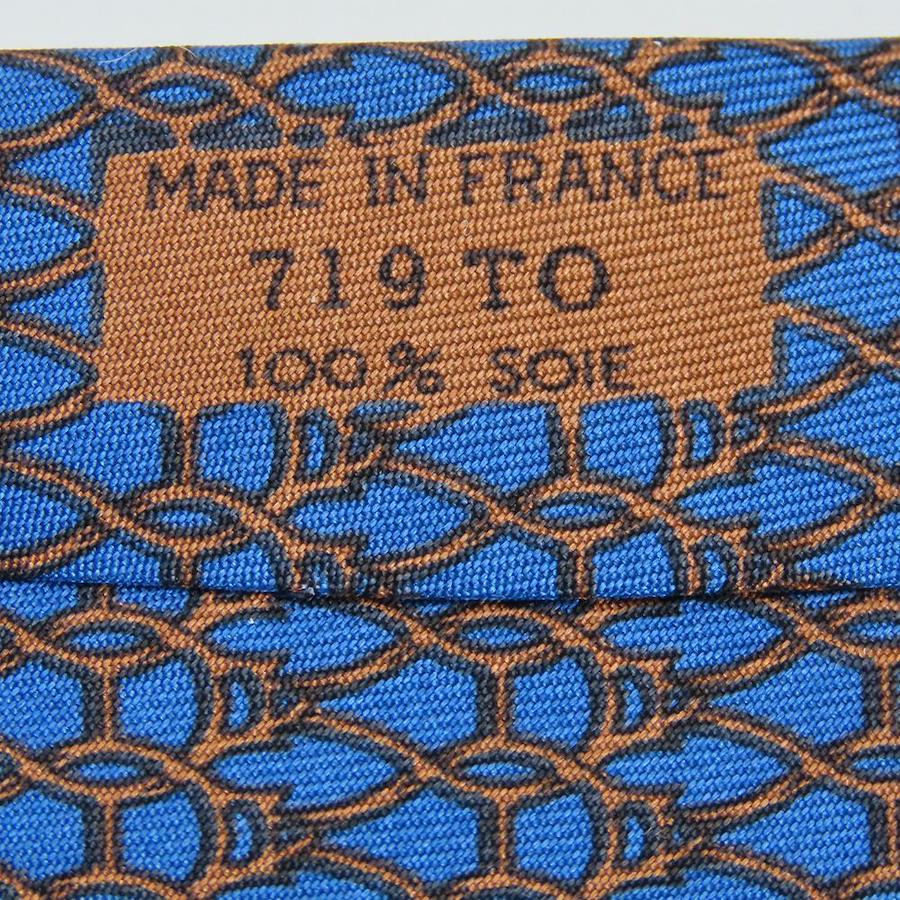 MADE IN FRANCE
719 TO
100% SOIE